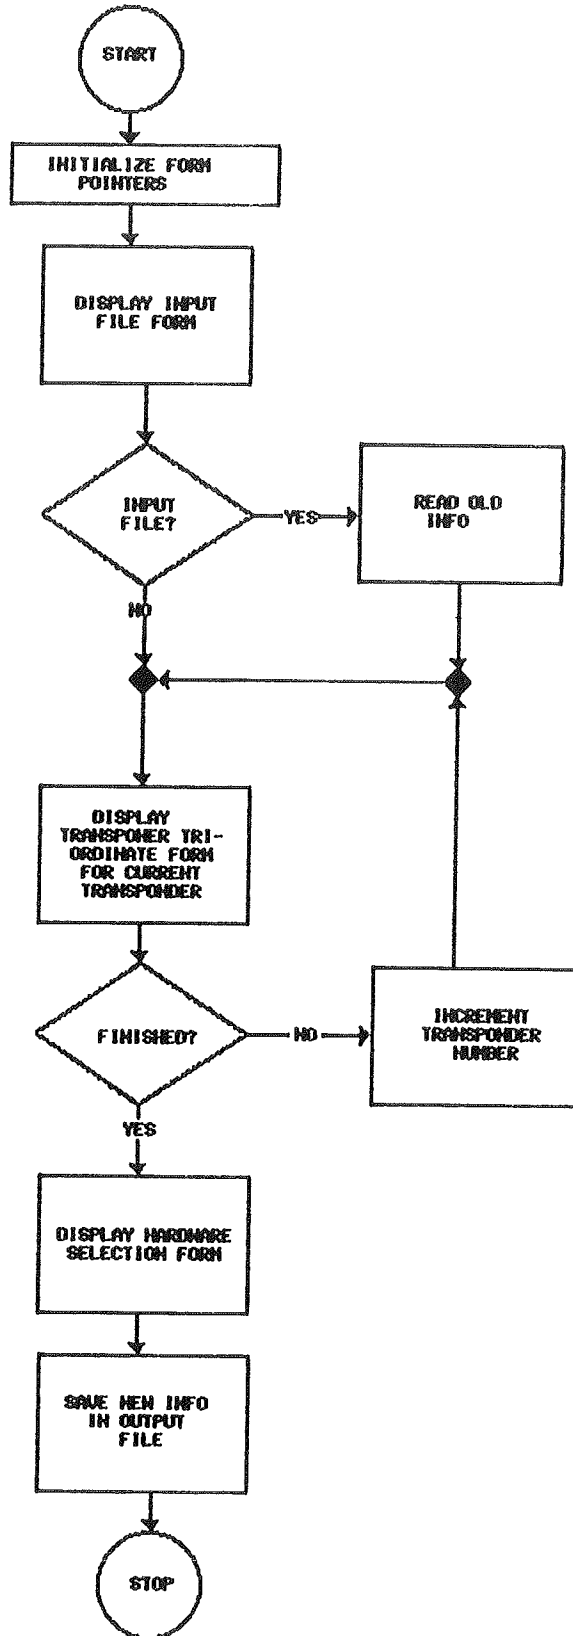 START
INITIALIZE FORM
POINTERS
DISPLAY INPUT
FILE FORM
INPUT
FILE?
YES
READ OLD
INFO
NO
DISPLAY
TRANSPONER TRI-
ORDINATE FORM
FOR CURRENT
TRANSPONDER
FINISHED?
NO
INCREMENT
TRANSPONDER
NUMBER
YES
DISPLAY HARDWARE
SELECTION FORM
SAVE NEW INFO
IN OUTPUT
FILE
STOP